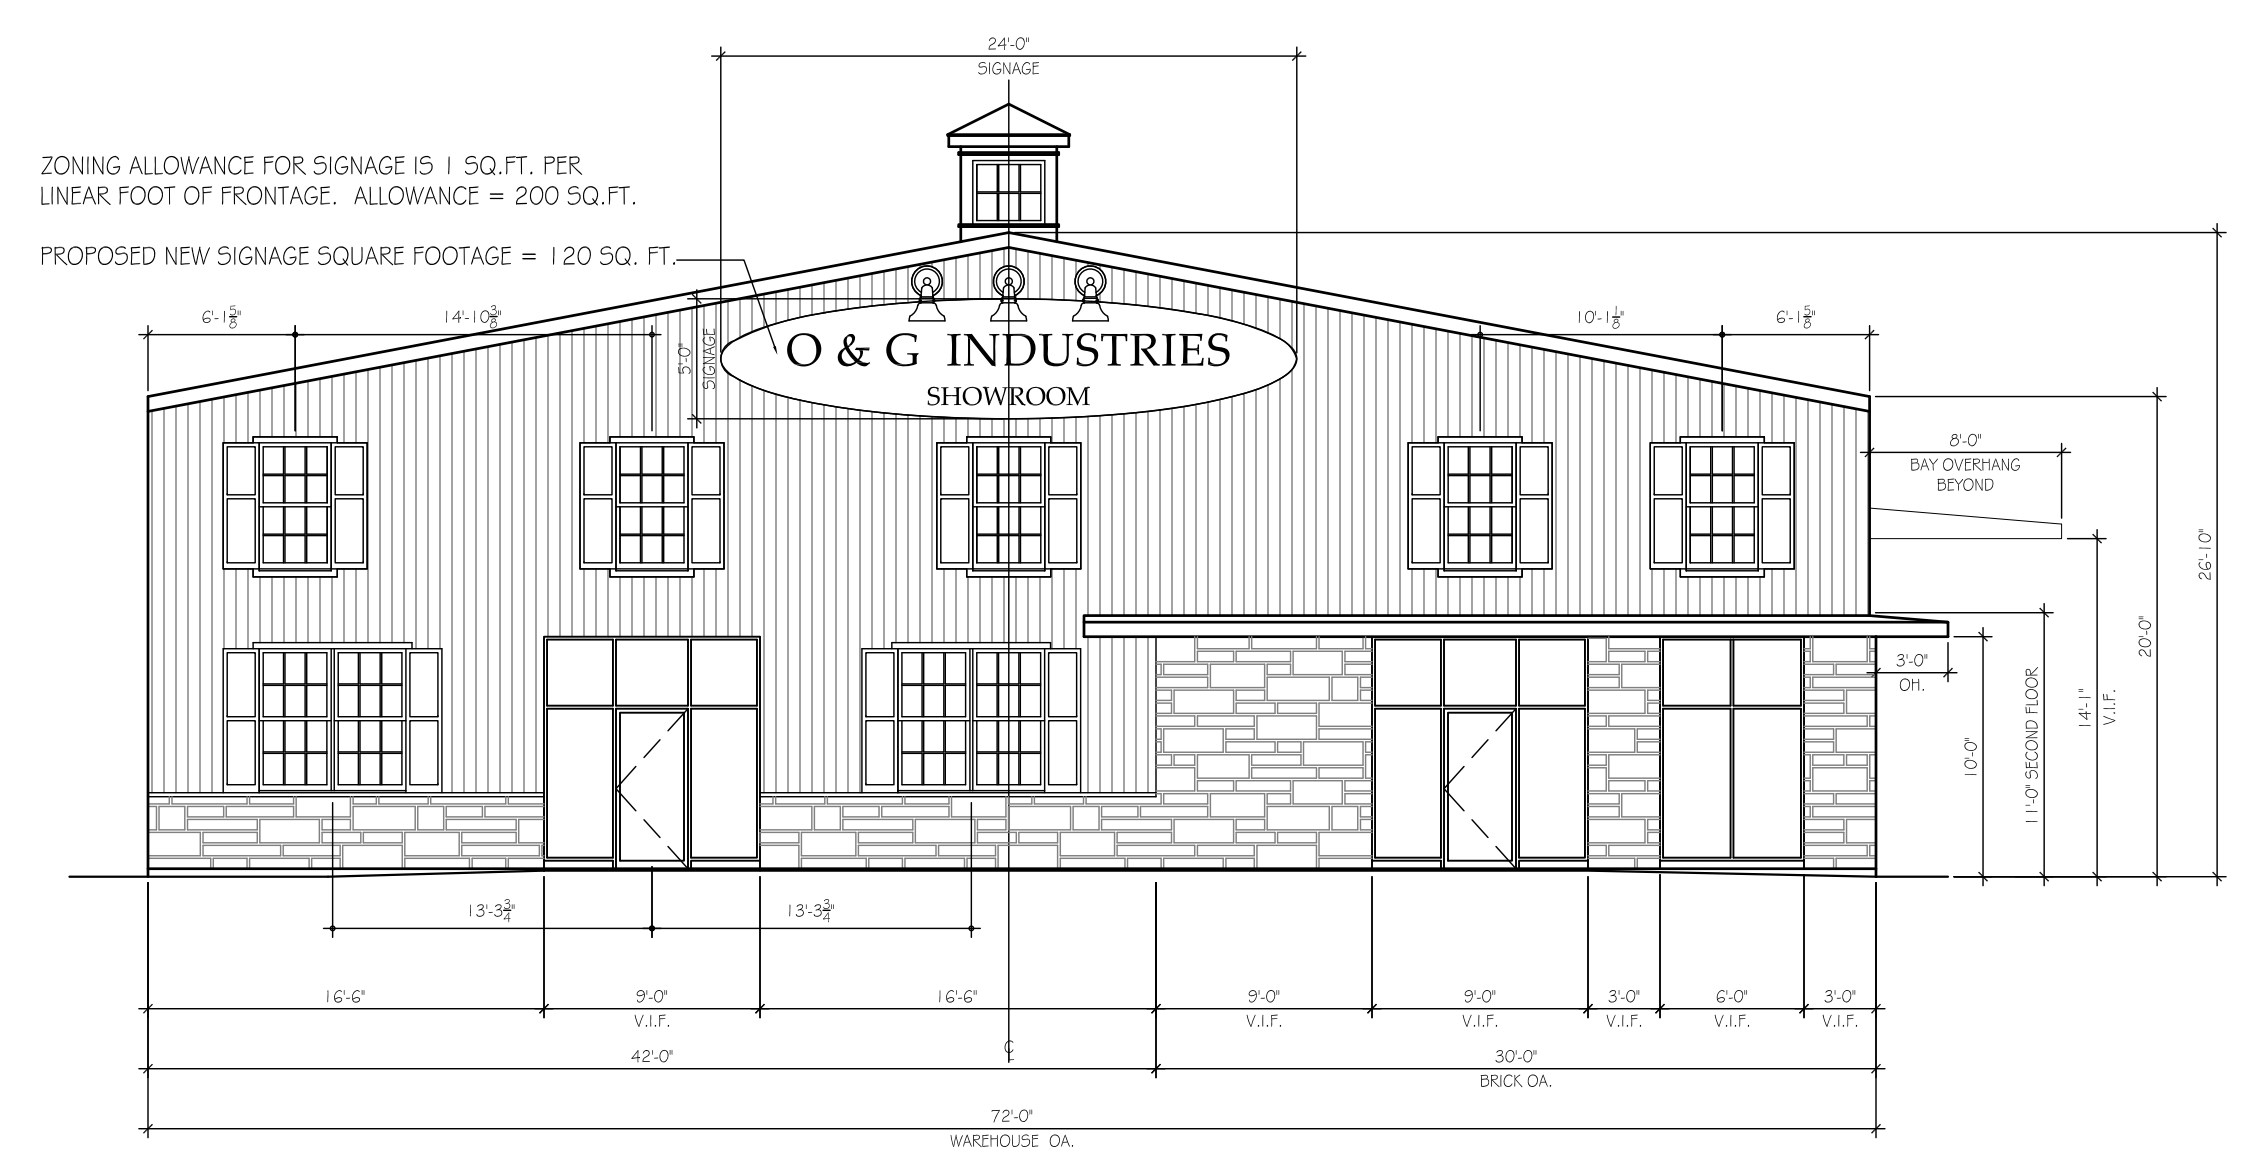 24'-0"
SIGNAGE
ZONING ALLOWANCE FOR SIGNAGE IS 1 SQ.FT. PER
LINEAR FOOT OF FRONTAGE. ALLOWANCE = 200 SQ.FT.
PROPOSED NEW SIGNAGE SQUARE FOOTAGE = 120 SQ. FT.
6'-1 5/8"
14'-10 3/8"
10'-1 1/8"
6'-1 5/8"
5'-0"
SIGNAGE
O & G INDUSTRIES
SHOWROOM
8'-0"
BAY OVERHANG
BEYOND
26'-10"
20'-0"
14'-1"
V.I.F.
11'-0" SECOND FLOOR
10'-0"
3'-0"
OH.
13'-3 3/4"
13'-3 3/4"
16'-6"
9'-0"
V.I.F.
16'-6"
9'-0"
V.I.F.
9'-0"
V.I.F.
3'-0"
V.I.F.
6'-0"
V.I.F.
3'-0"
V.I.F.
42'-0"
CL
30'-0"
BRICK OA.
72'-0"
WAREHOUSE OA.